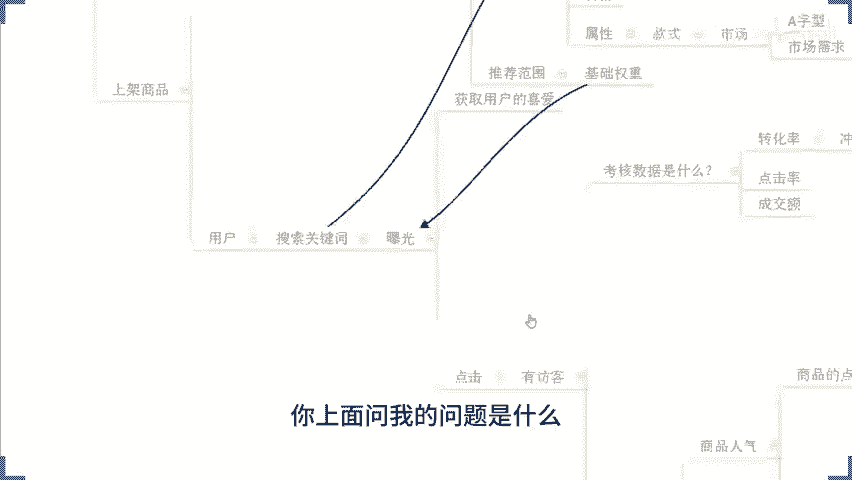 A字型
属性 款式 市场
市场需求
推荐范围 基础权重
上架商品
获取用户的喜爱
转化率 冲
考核数据是什么?
点击率
成交额
用户 搜索关键词 曝光
点击 有访客
商品的点
你上面问我的问题是什么
商品人气